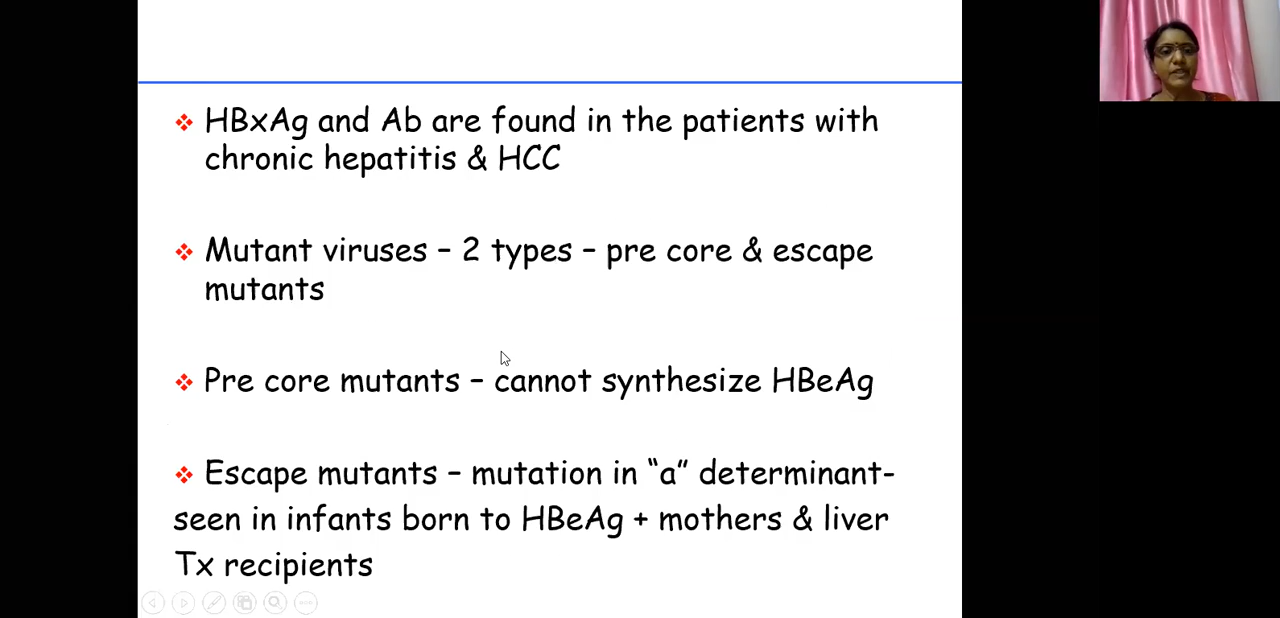 HBxAg and Ab are found in the patients with
chronic hepatitis & HCC
Mutant viruses – 2 types – pre core & escape
mutants
Pre core mutants – cannot synthesize HBeAg
Escape mutants – mutation in “a” determinant-
seen in infants born to HBeAg + mothers & liver
Tx recipients